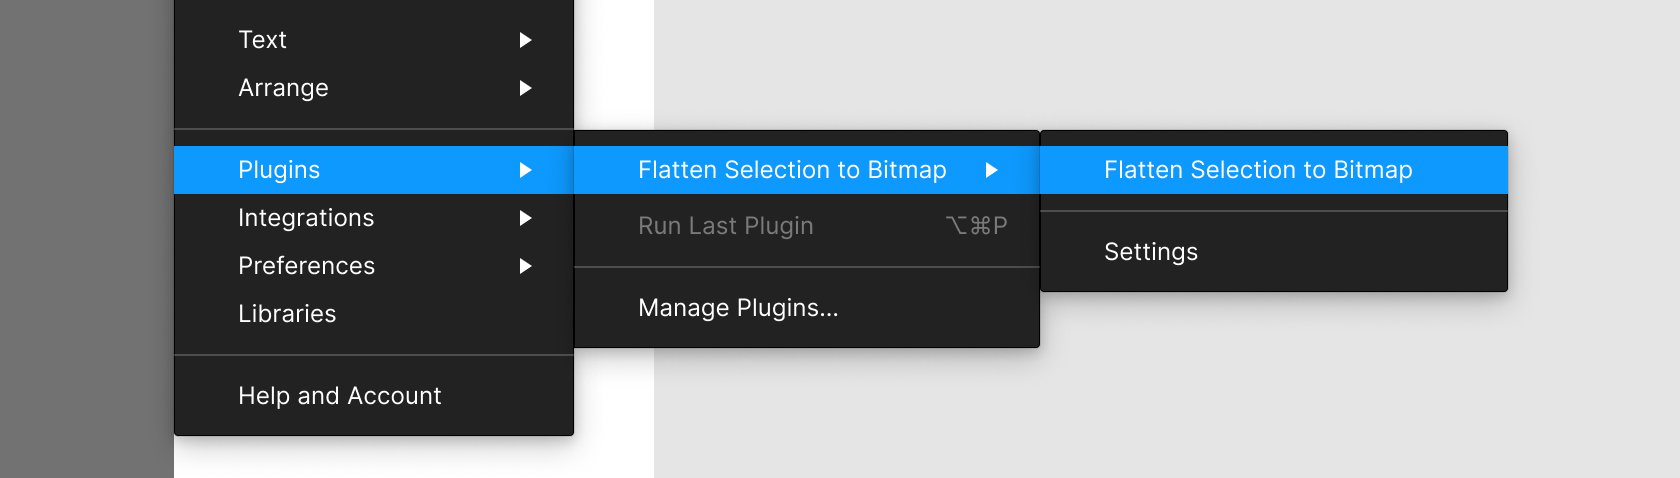 Text
Arrange
Plugins
Integrations
Preferences
Libraries
Help and Account
Flatten Selection to Bitmap
Run Last Plugin ⌥⌘P
Manage Plugins...
Flatten Selection to Bitmap
Settings